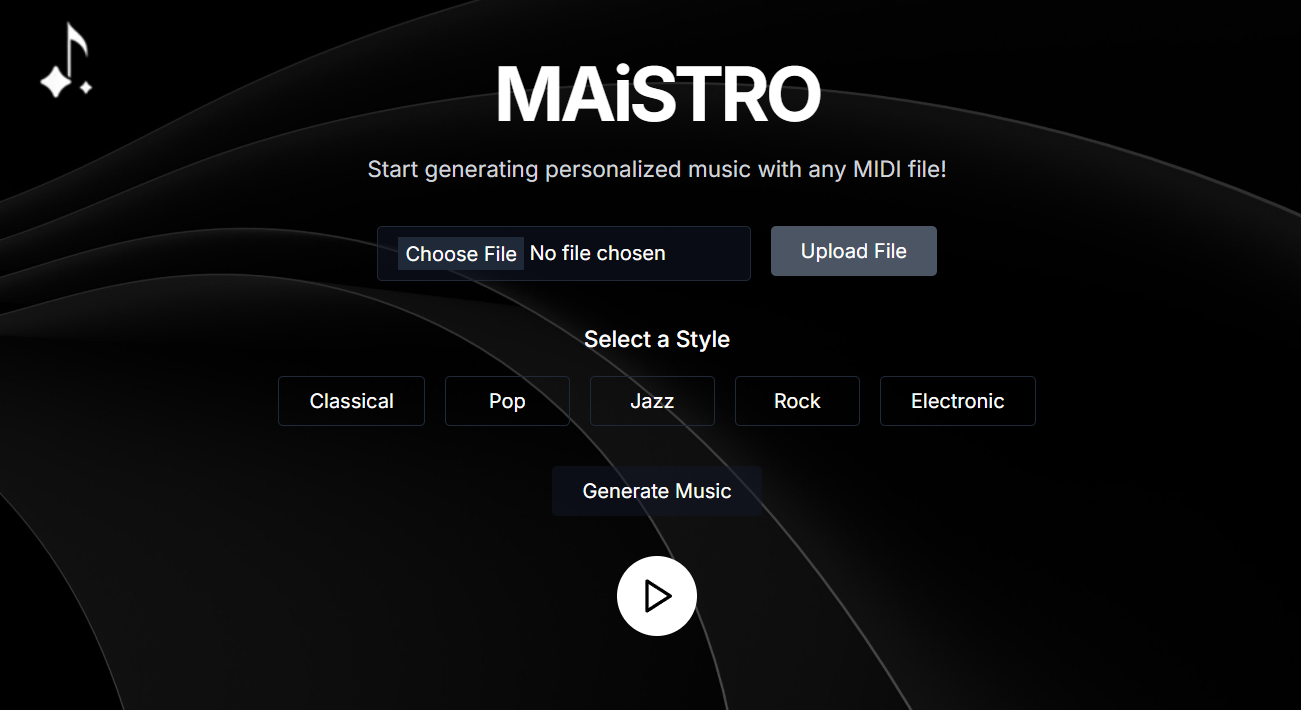 MAiSTRO
Start generating personalized music with any MIDI file!
Choose File No file chosen
Upload File
Select a Style
Classical
Pop
Jazz
Rock
Electronic
Generate Music